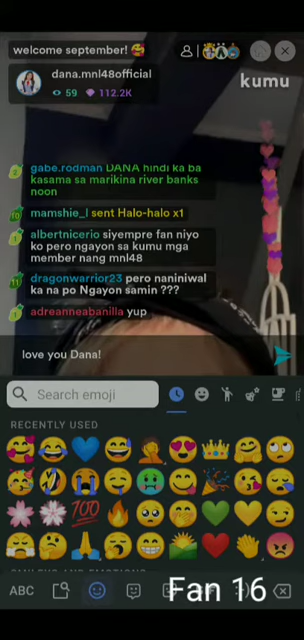 welcome september! 🥰
dana.mnl48official
59 112.2K
kumu
gabe.rodman DANA hindi ka ba
kasama sa marikina river banks
noon
mamshie_l sent Halo-halo x1
albertnicerio siyempre fan niyo
ko pero ngayon sa kumu mga
member nang mnl48
dragonwarrior23 pero naniniwal
ka na po Ngayon samin ???
adreanneabanilla yup
love you Dana!
Search emoji
RECENTLY USED
ABC
Fan 16